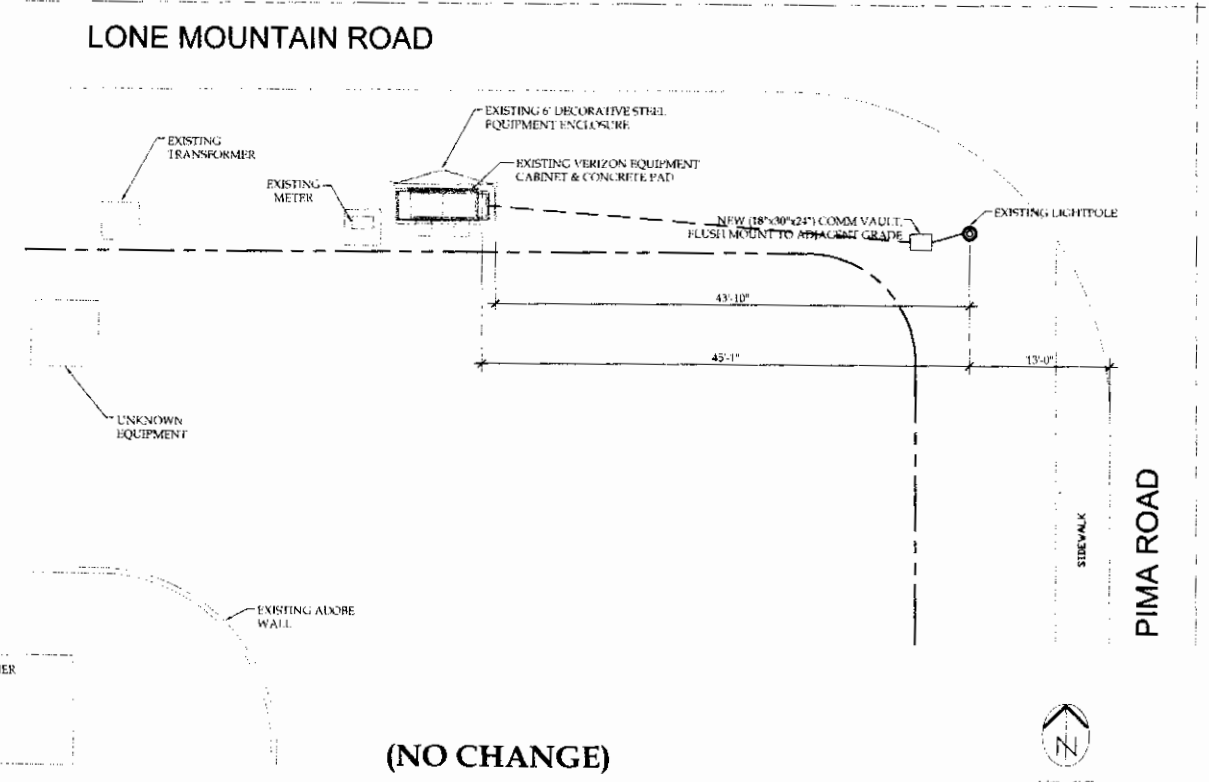 LONE MOUNTAIN ROAD
EXISTING 6' DECORATIVE STEEL
EQUIPMENT ENCLOSURE
EXISTING
TRANSFORMER
EXISTING VERIZON EQUIPMENT
CABINET & CONCRETE PAD
EXISTING
METER
NEW (18"x30"x24") COMM VAULT,
FLUSH MOUNT TO ADJACENT GRADE
EXISTING LIGHTPOLE
43'-10"
45'-1"
13'-0"
UNKNOWN
EQUIPMENT
SIDEWALK
PIMA ROAD
EXISTING ADOBE
WALL
ER
(NO CHANGE)
N